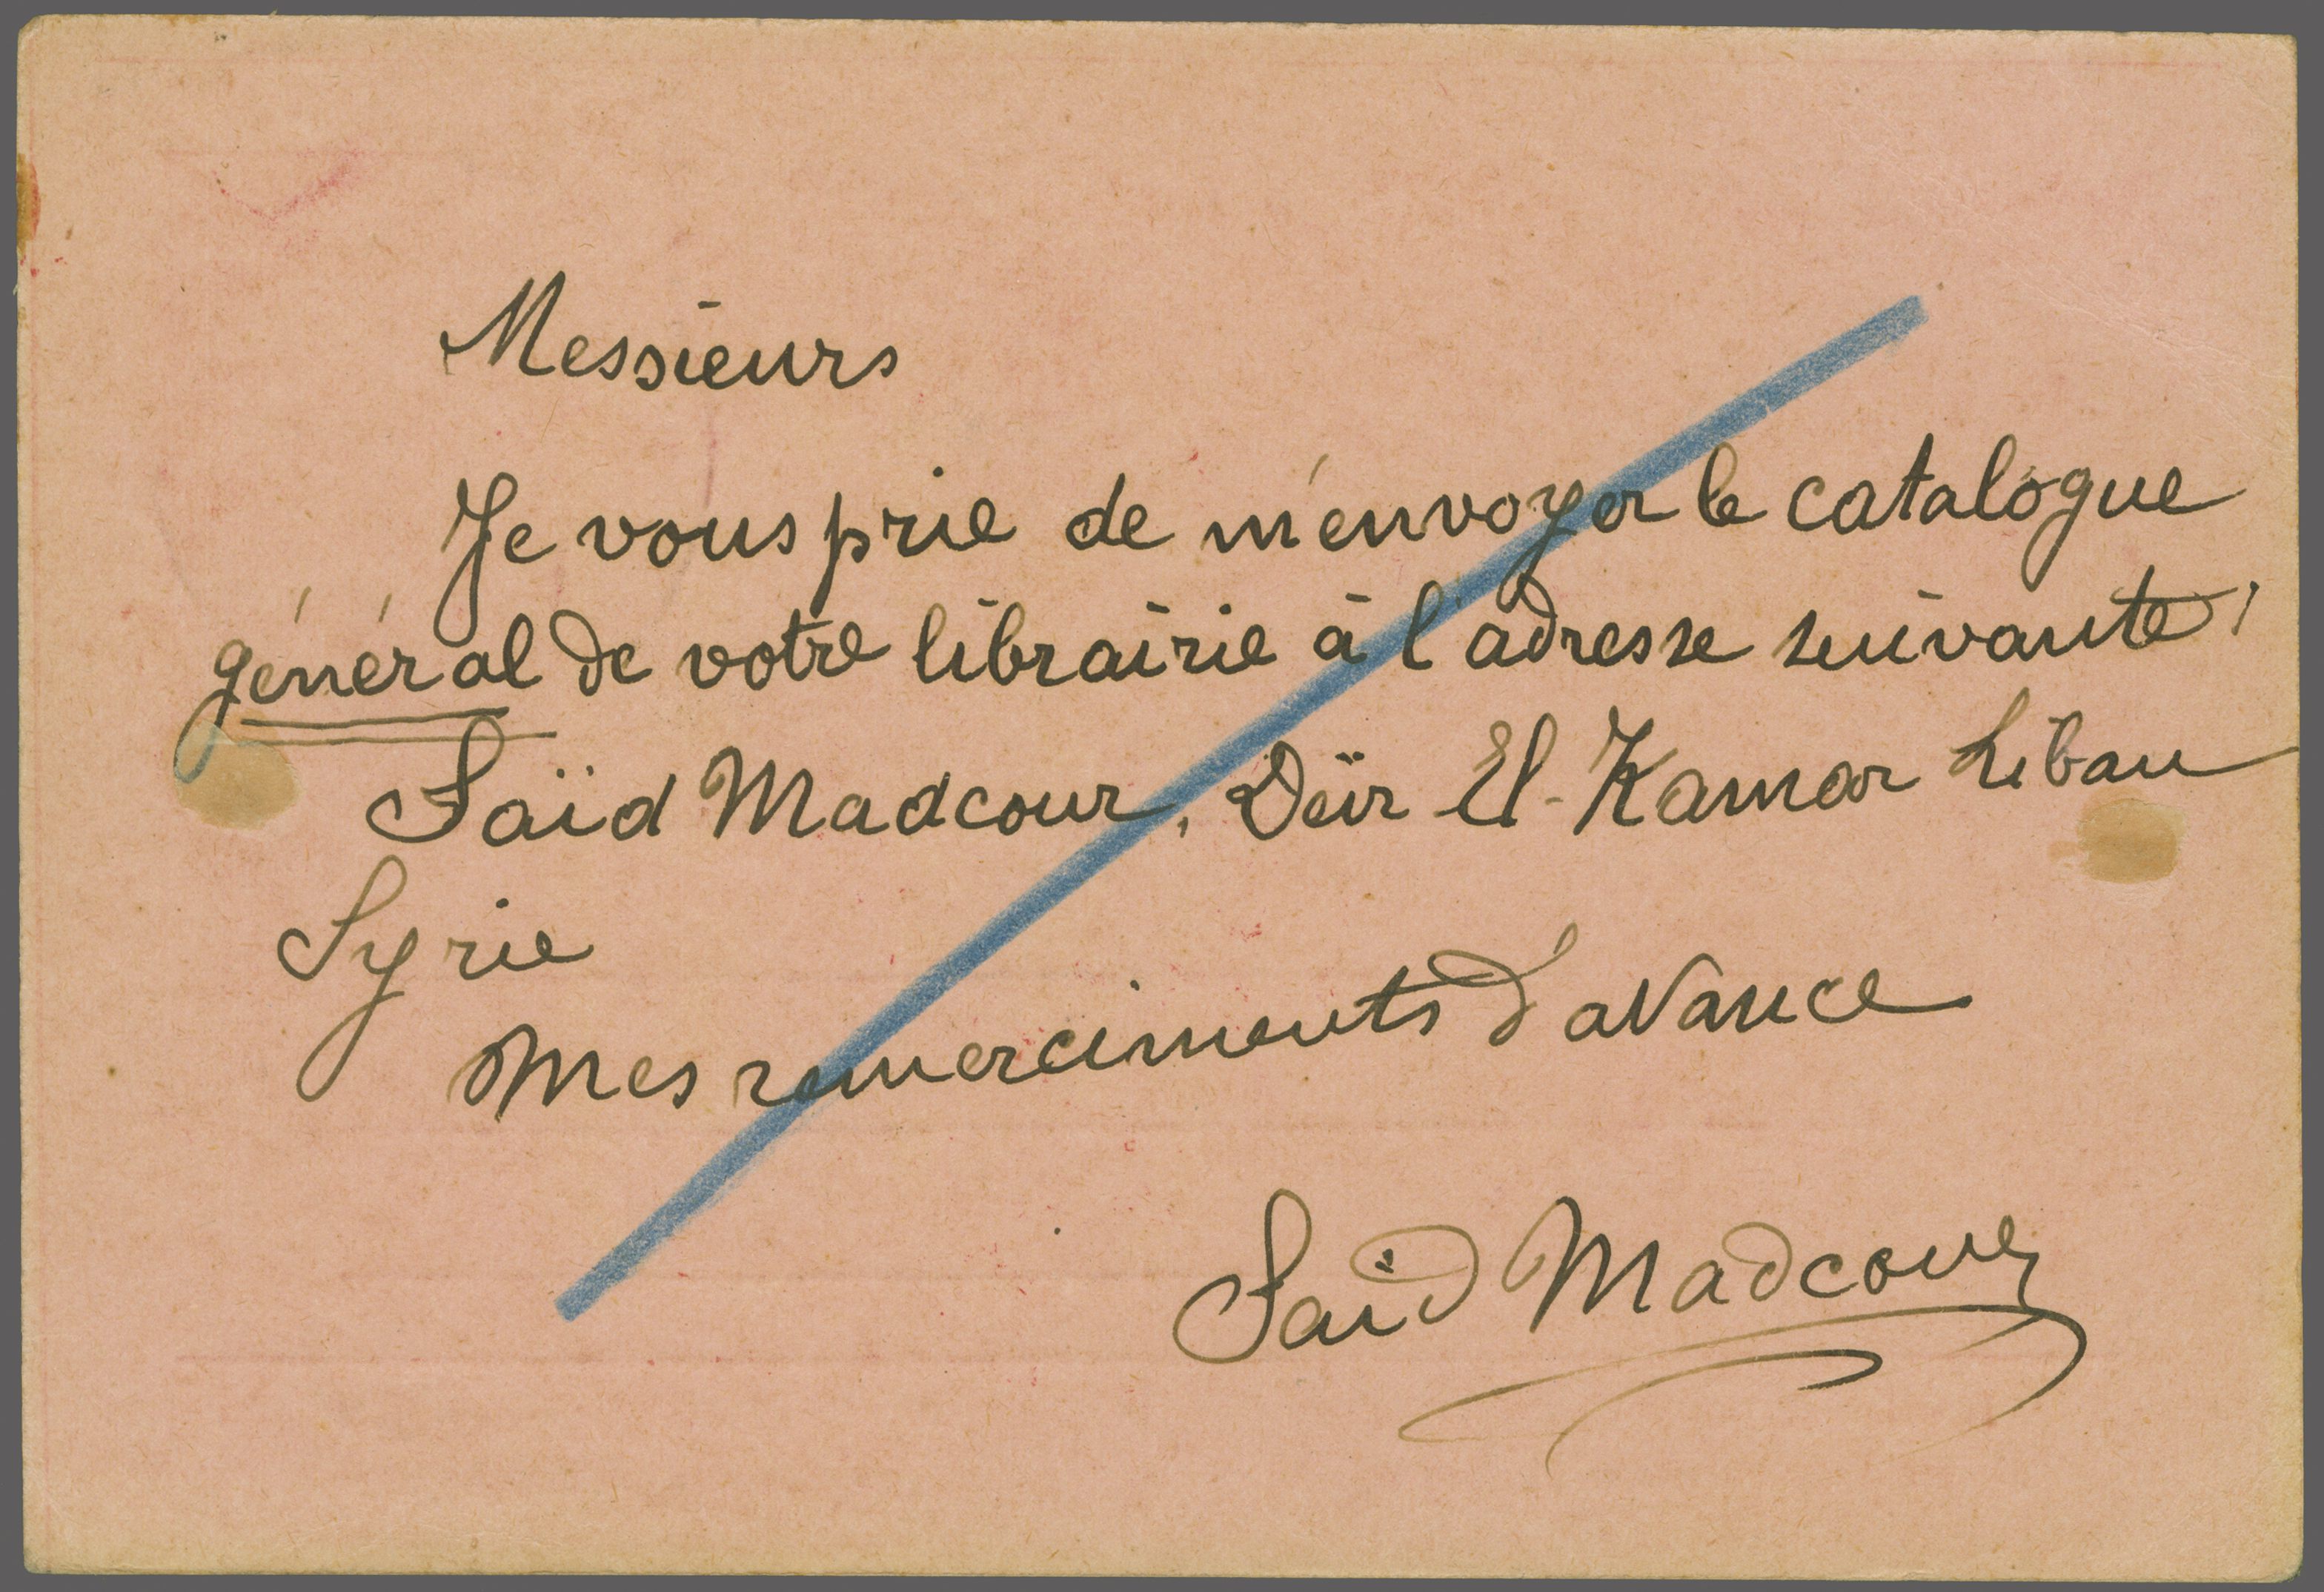 Messieurs
Je vous prie de m'envoyer le catalogue
général de votre librairie à l'adresse suivante:
Saïd Madcour, Deïr El-Kamar Liban
Syrie
Mes remerciments d'avance
Saïd Madcour